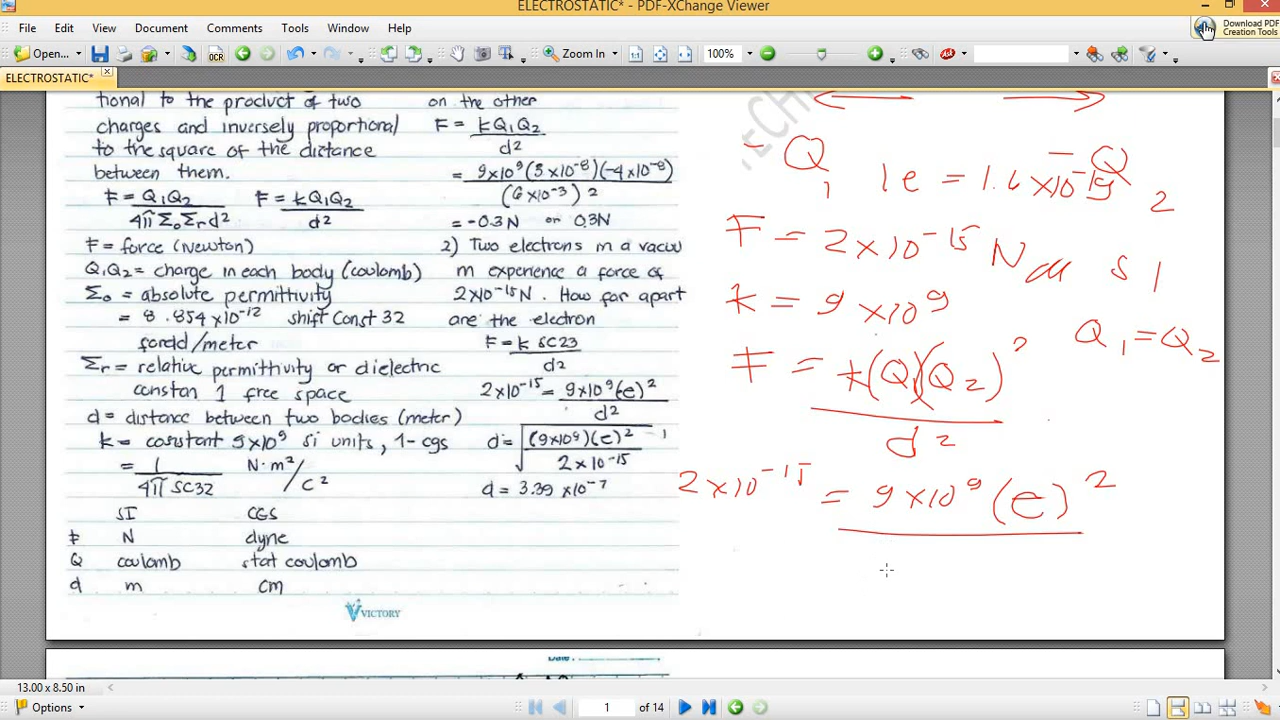 ELECTROSTATIC* - PDF-XChange Viewer
File Edit View Document Comments Tools Window Help
Download PDF
Creation Tools
Open... OCR Zoom In 100%
ELECTROSTATIC*
tional to the product of two
charges and inversely proportional
to the square of the distance
between them.
F = Q1Q2 / 4π Σo Σr d² F = kQ1Q2 / d²
F = force (Newton)
Q1Q2 = charge in each body (coulomb)
Σo = absolute permittivity
= 8.854x10-12 shift Const 32
farad/meter
Σr = relative permittivity or dielectric
constan 1 free space
d = distance between two bodies (meter)
k = constant 9x10⁹ si units, 1-cgs
= 1 / 4π SC32 N·m² / C²
SI CGS
F N dyne
Q coulomb stat coulomb
d m cm
VICTORY
on the other
F = kQ1Q2 / d²
= 9x10⁹(3x10-8)(-4x10-8) / (6x10-3)²
= -0.3N or 0.3N
2) Two electrons in a vacuu
m experience a force of
2x10-15N. How far apart
are the electron
F = k SC23 / d²
2x10-15 = 9x10⁹(e)² / d²
d = √ (9x10⁹)(e)² / 2x10-15
d = 3.39 x10-7
- Q1 - Q2
1e = 1.6x10-19
F = 2x10-15 N
k = 9x10⁹
Q1 = Q2
F = k(Q1)(Q2)² / d²
2x10-15 = 9x10⁹(e)²
13.00 x 8.50 in
Options 1 of 14